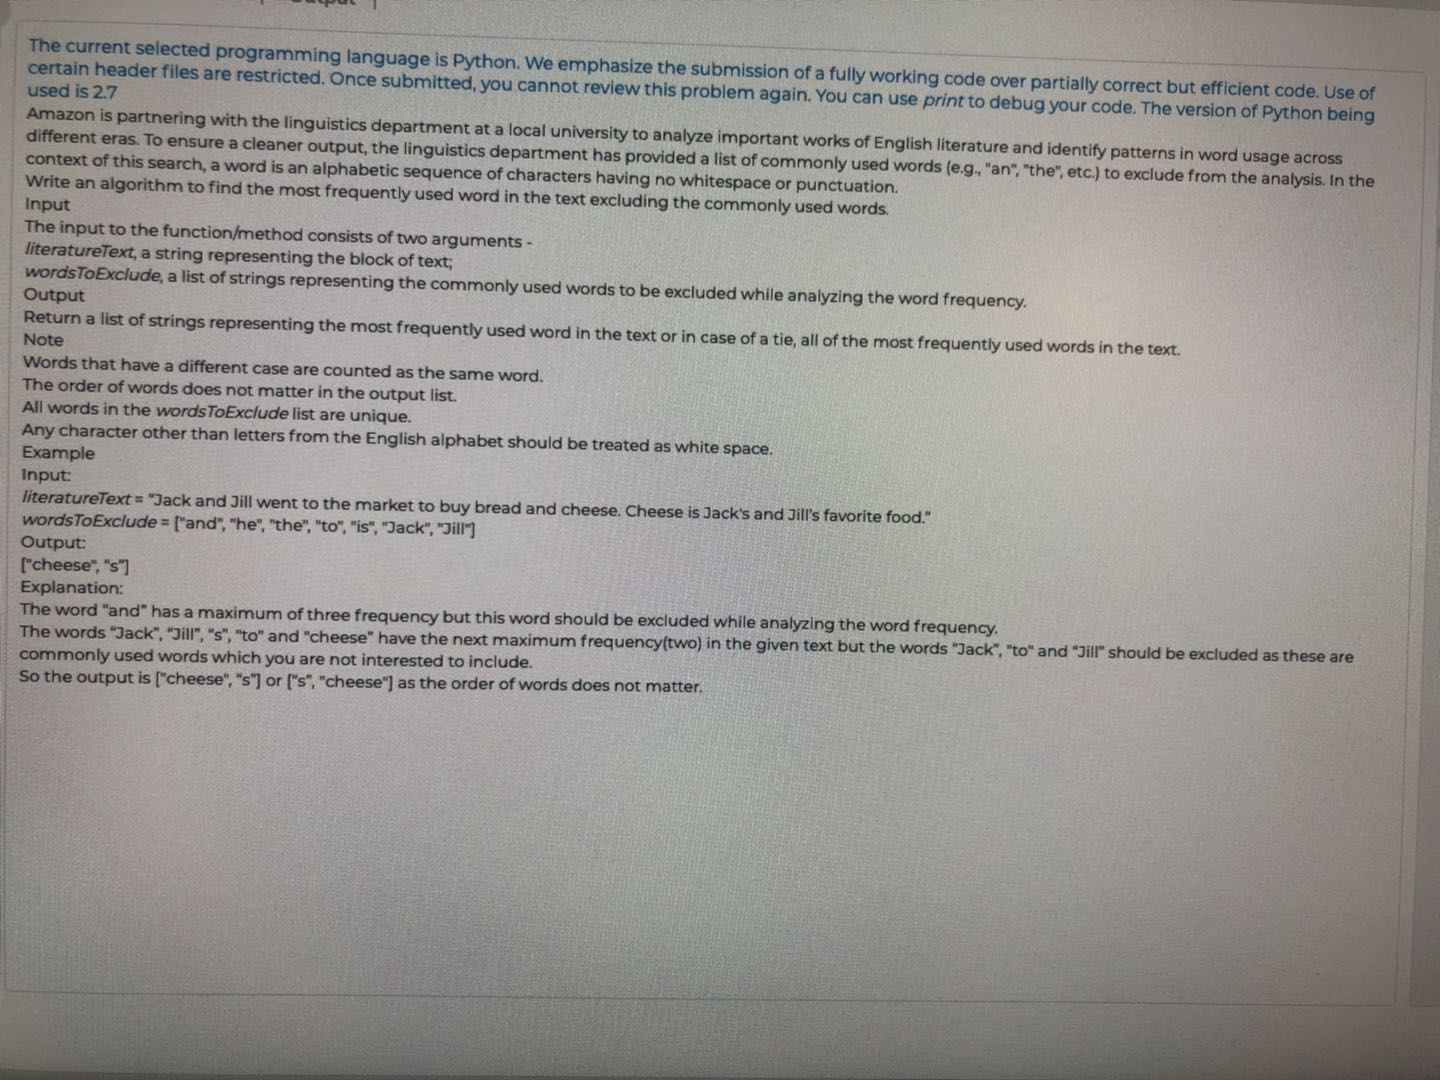 The current selected programming language is Python. We emphasize the submission of a fully working code over partially correct but efficient code. Use of
certain header files are restricted. Once submitted, you cannot review this problem again. You can use print to debug your code. The version of Python being
used is 2.7
Amazon is partnering with the linguistics department at a local university to analyze important works of English literature and identify patterns in word usage across
different eras. To ensure a cleaner output, the linguistics department has provided a list of commonly used words (e.g., "an", "the", etc.) to exclude from the analysis. In the
context of this search, a word is an alphabetic sequence of characters having no whitespace or punctuation.
Write an algorithm to find the most frequently used word in the text excluding the commonly used words.
Input
The input to the function/method consists of two arguments -
literatureText, a string representing the block of text;
wordsToExclude, a list of strings representing the commonly used words to be excluded while analyzing the word frequency.
Output
Return a list of strings representing the most frequently used word in the text or in case of a tie, all of the most frequently used words in the text.
Note
Words that have a different case are counted as the same word.
The order of words does not matter in the output list.
All words in the wordsToExclude list are unique.
Any character other than letters from the English alphabet should be treated as white space.
Example
Input:
literatureText = "Jack and Jill went to the market to buy bread and cheese. Cheese is Jack's and Jill's favorite food."
wordsToExclude = ["and", "he", "the", "to", "is", "Jack", "Jill"]
Output:
["cheese", "s"]
Explanation:
The word "and" has a maximum of three frequency but this word should be excluded while analyzing the word frequency.
The words "Jack", "Jill", "s", "to" and "cheese" have the next maximum frequency(two) in the given text but the words "Jack", "to" and "Jill" should be excluded as these are
commonly used words which you are not interested to include.
So the output is ["cheese", "s"] or ["s", "cheese"] as the order of words does not matter.